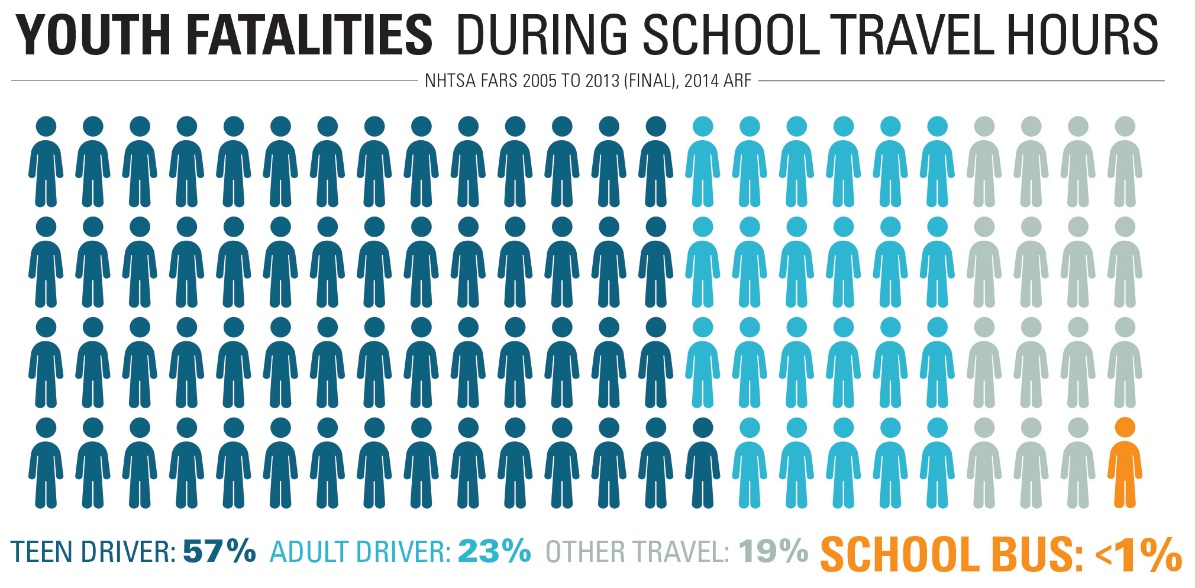 YOUTH FATALITIES DURING SCHOOL TRAVEL HOURS
NHTSA FARS 2005 TO 2013 (FINAL), 2014 ARF
TEEN DRIVER: 57% ADULT DRIVER: 23% OTHER TRAVEL: 19% SCHOOL BUS: <1%